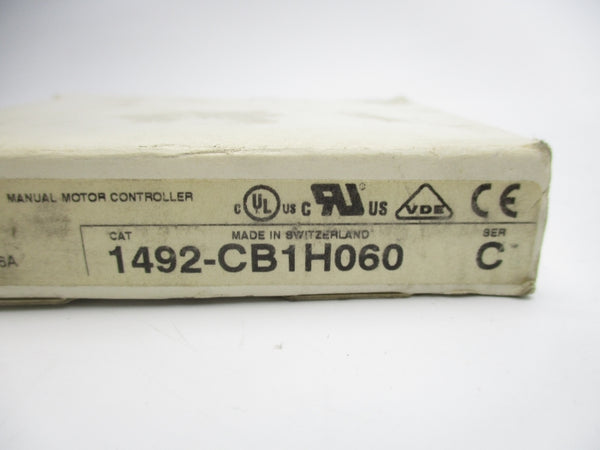 MANUAL MOTOR CONTROLLER
C UL US C RU US VDE CE
CAT MADE IN SWITZERLAND SER
6A 1492-CB1H060 C